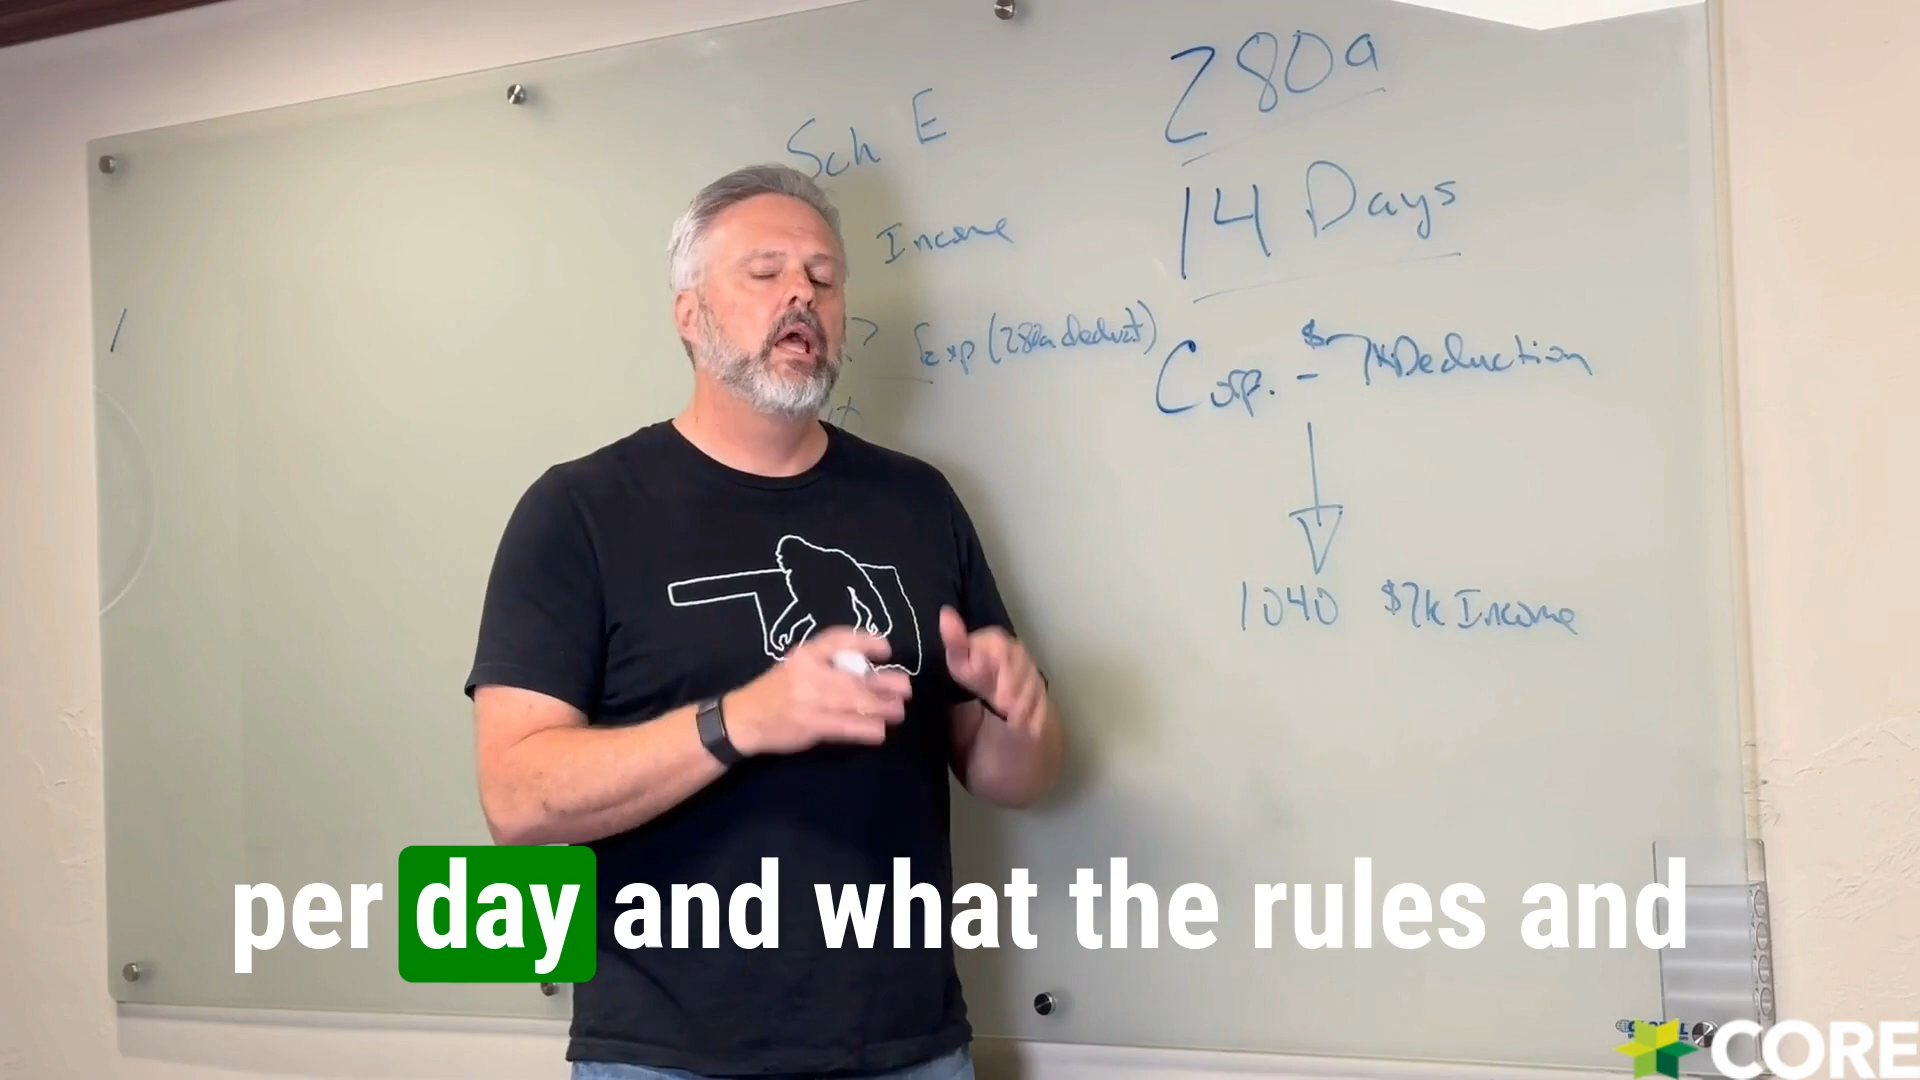 280a
Sch E
14 Days
Income
Exp (280a deduct)
Corp. - $7k Deduction
1040 $7k Income
per day and what the rules and
CORE